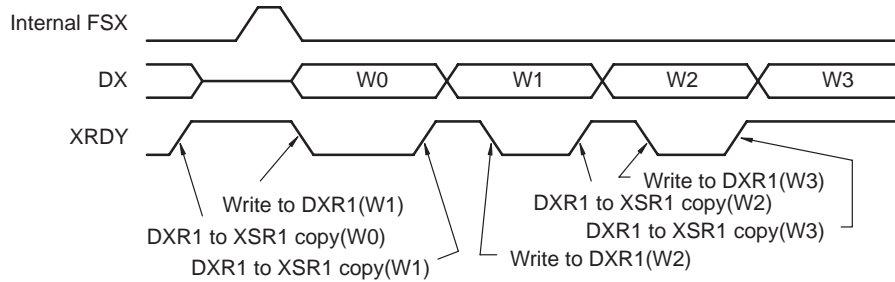 Internal FSX
DX W0 W1 W2 W3
XRDY
Write to DXR1(W3)
Write to DXR1(W1) DXR1 to XSR1 copy(W2)
DXR1 to XSR1 copy(W0) DXR1 to XSR1 copy(W3)
DXR1 to XSR1 copy(W1) Write to DXR1(W2)